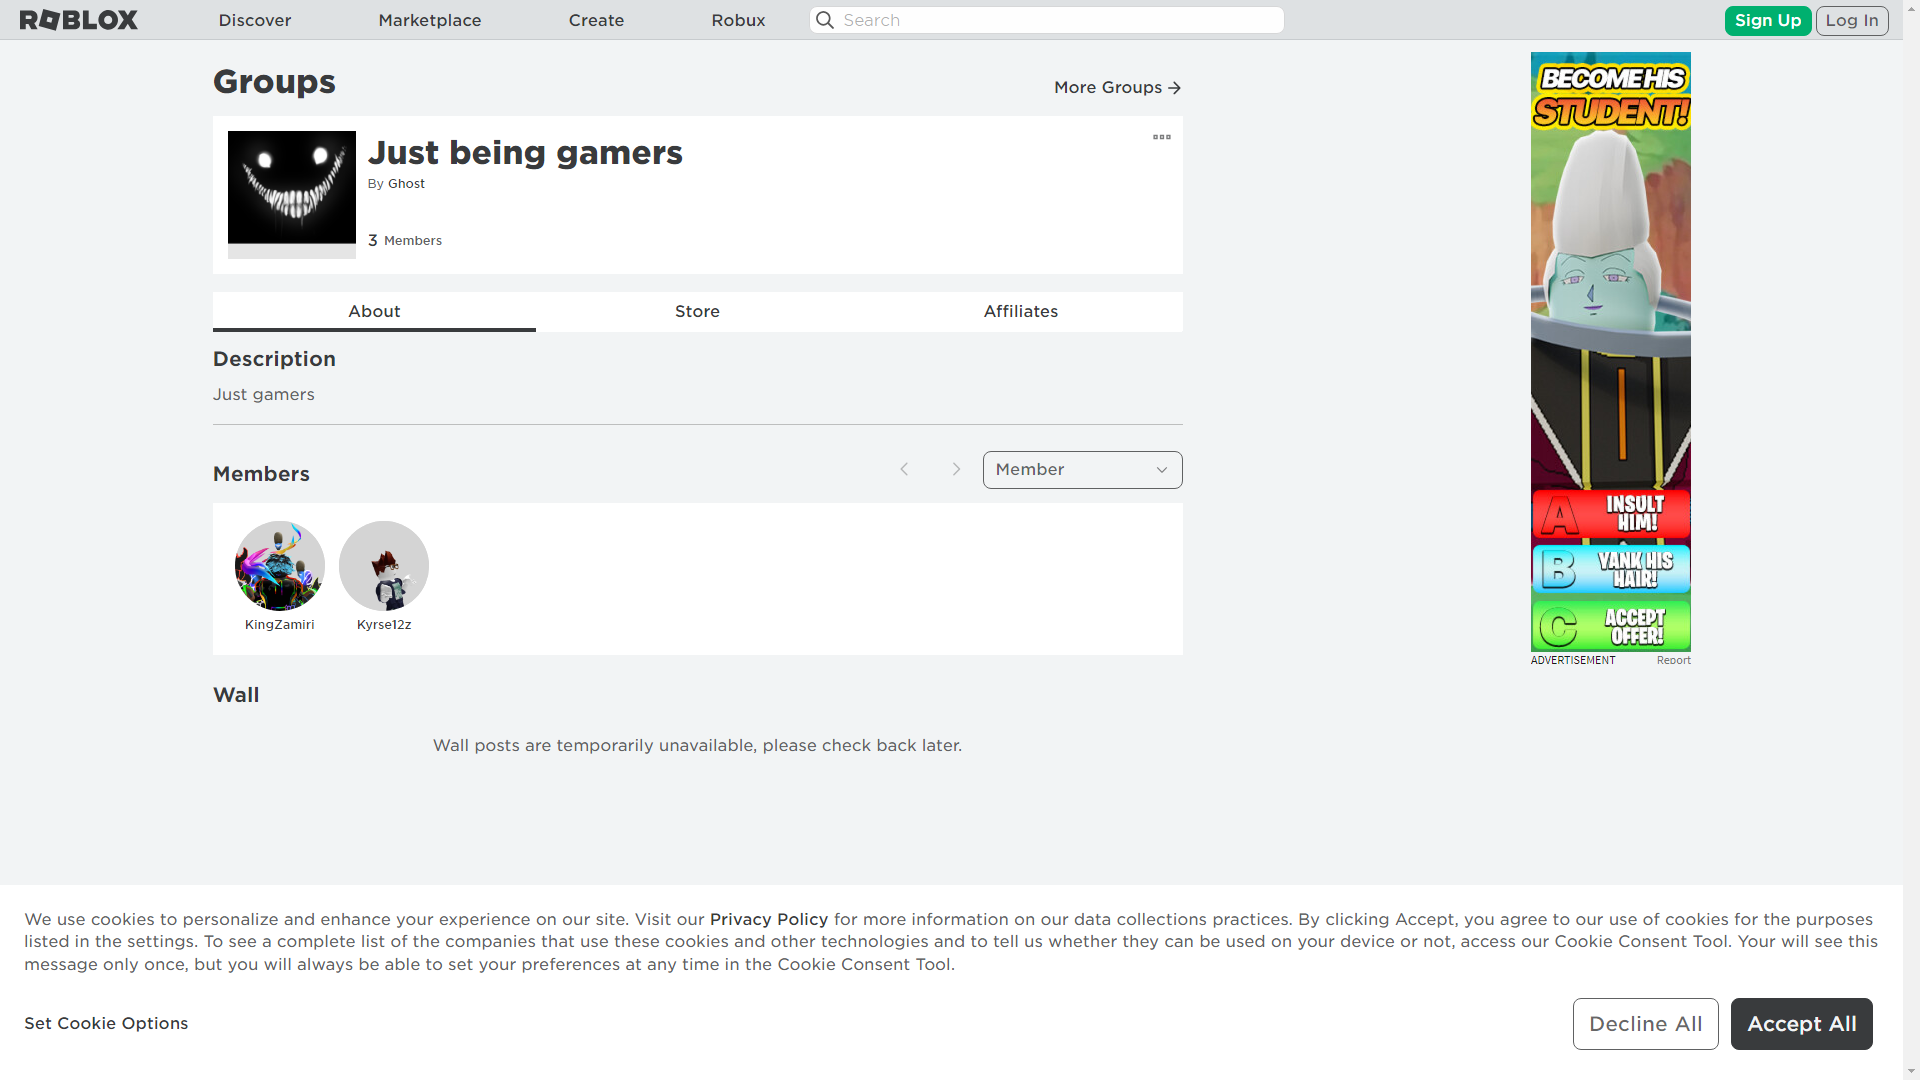 ROBLOX
Discover
Marketplace
Create
Robux
Search
Sign Up
Log In
Groups
More Groups
Just being gamers
By Ghost
3 Members
About
Store
Affiliates
Description
Just gamers
Members
Member
KingZamiri
Kyrse12z
Wall
Wall posts are temporarily unavailable, please check back later.
BECOME HIS
STUDENT!
A
INSULT
HIM!
B
YANK HIS
HAIR!
C
ACCEPT
OFFER!
ADVERTISEMENT
Report
We use cookies to personalize and enhance your experience on our site. Visit our Privacy Policy for more information on our data collections practices. By clicking Accept, you agree to our use of cookies for the purposes
listed in the settings. To see a complete list of the companies that use these cookies and other technologies and to tell us whether they can be used on your device or not, access our Cookie Consent Tool. Your will see this
message only once, but you will always be able to set your preferences at any time in the Cookie Consent Tool.
Set Cookie Options
Decline All
Accept All